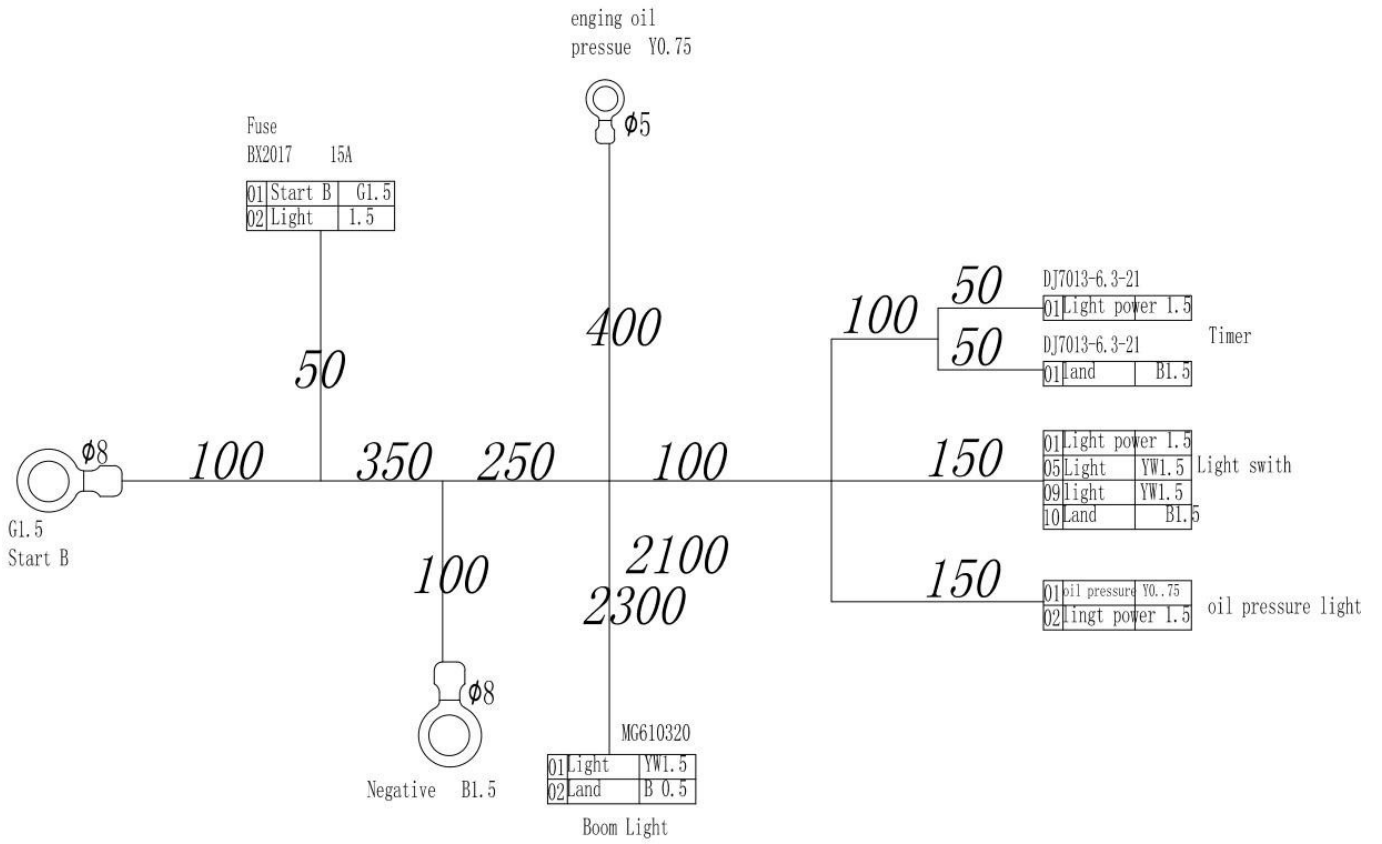 enging oil
pressue Y0.75
ϕ5
Fuse
BX2017 15A
01 Start B G1.5
02 Light 1.5
50
400
100
50
50
DJ7013-6.3-21
01 Light power 1.5
DJ7013-6.3-21
01 land B1.5
Timer
ϕ8
G1.5
Start B
100
350
250
100
150
01 Light power 1.5
05 Light YW1.5
09 light YW1.5
10 Land B1.5
Light swith
100
2100
2300
150
01 oil pressure Y0..75
02 lingt power 1.5
oil pressure light
ϕ8
Negative B1.5
MG610320
01 Light YW1.5
02 Land B 0.5
Boom Light